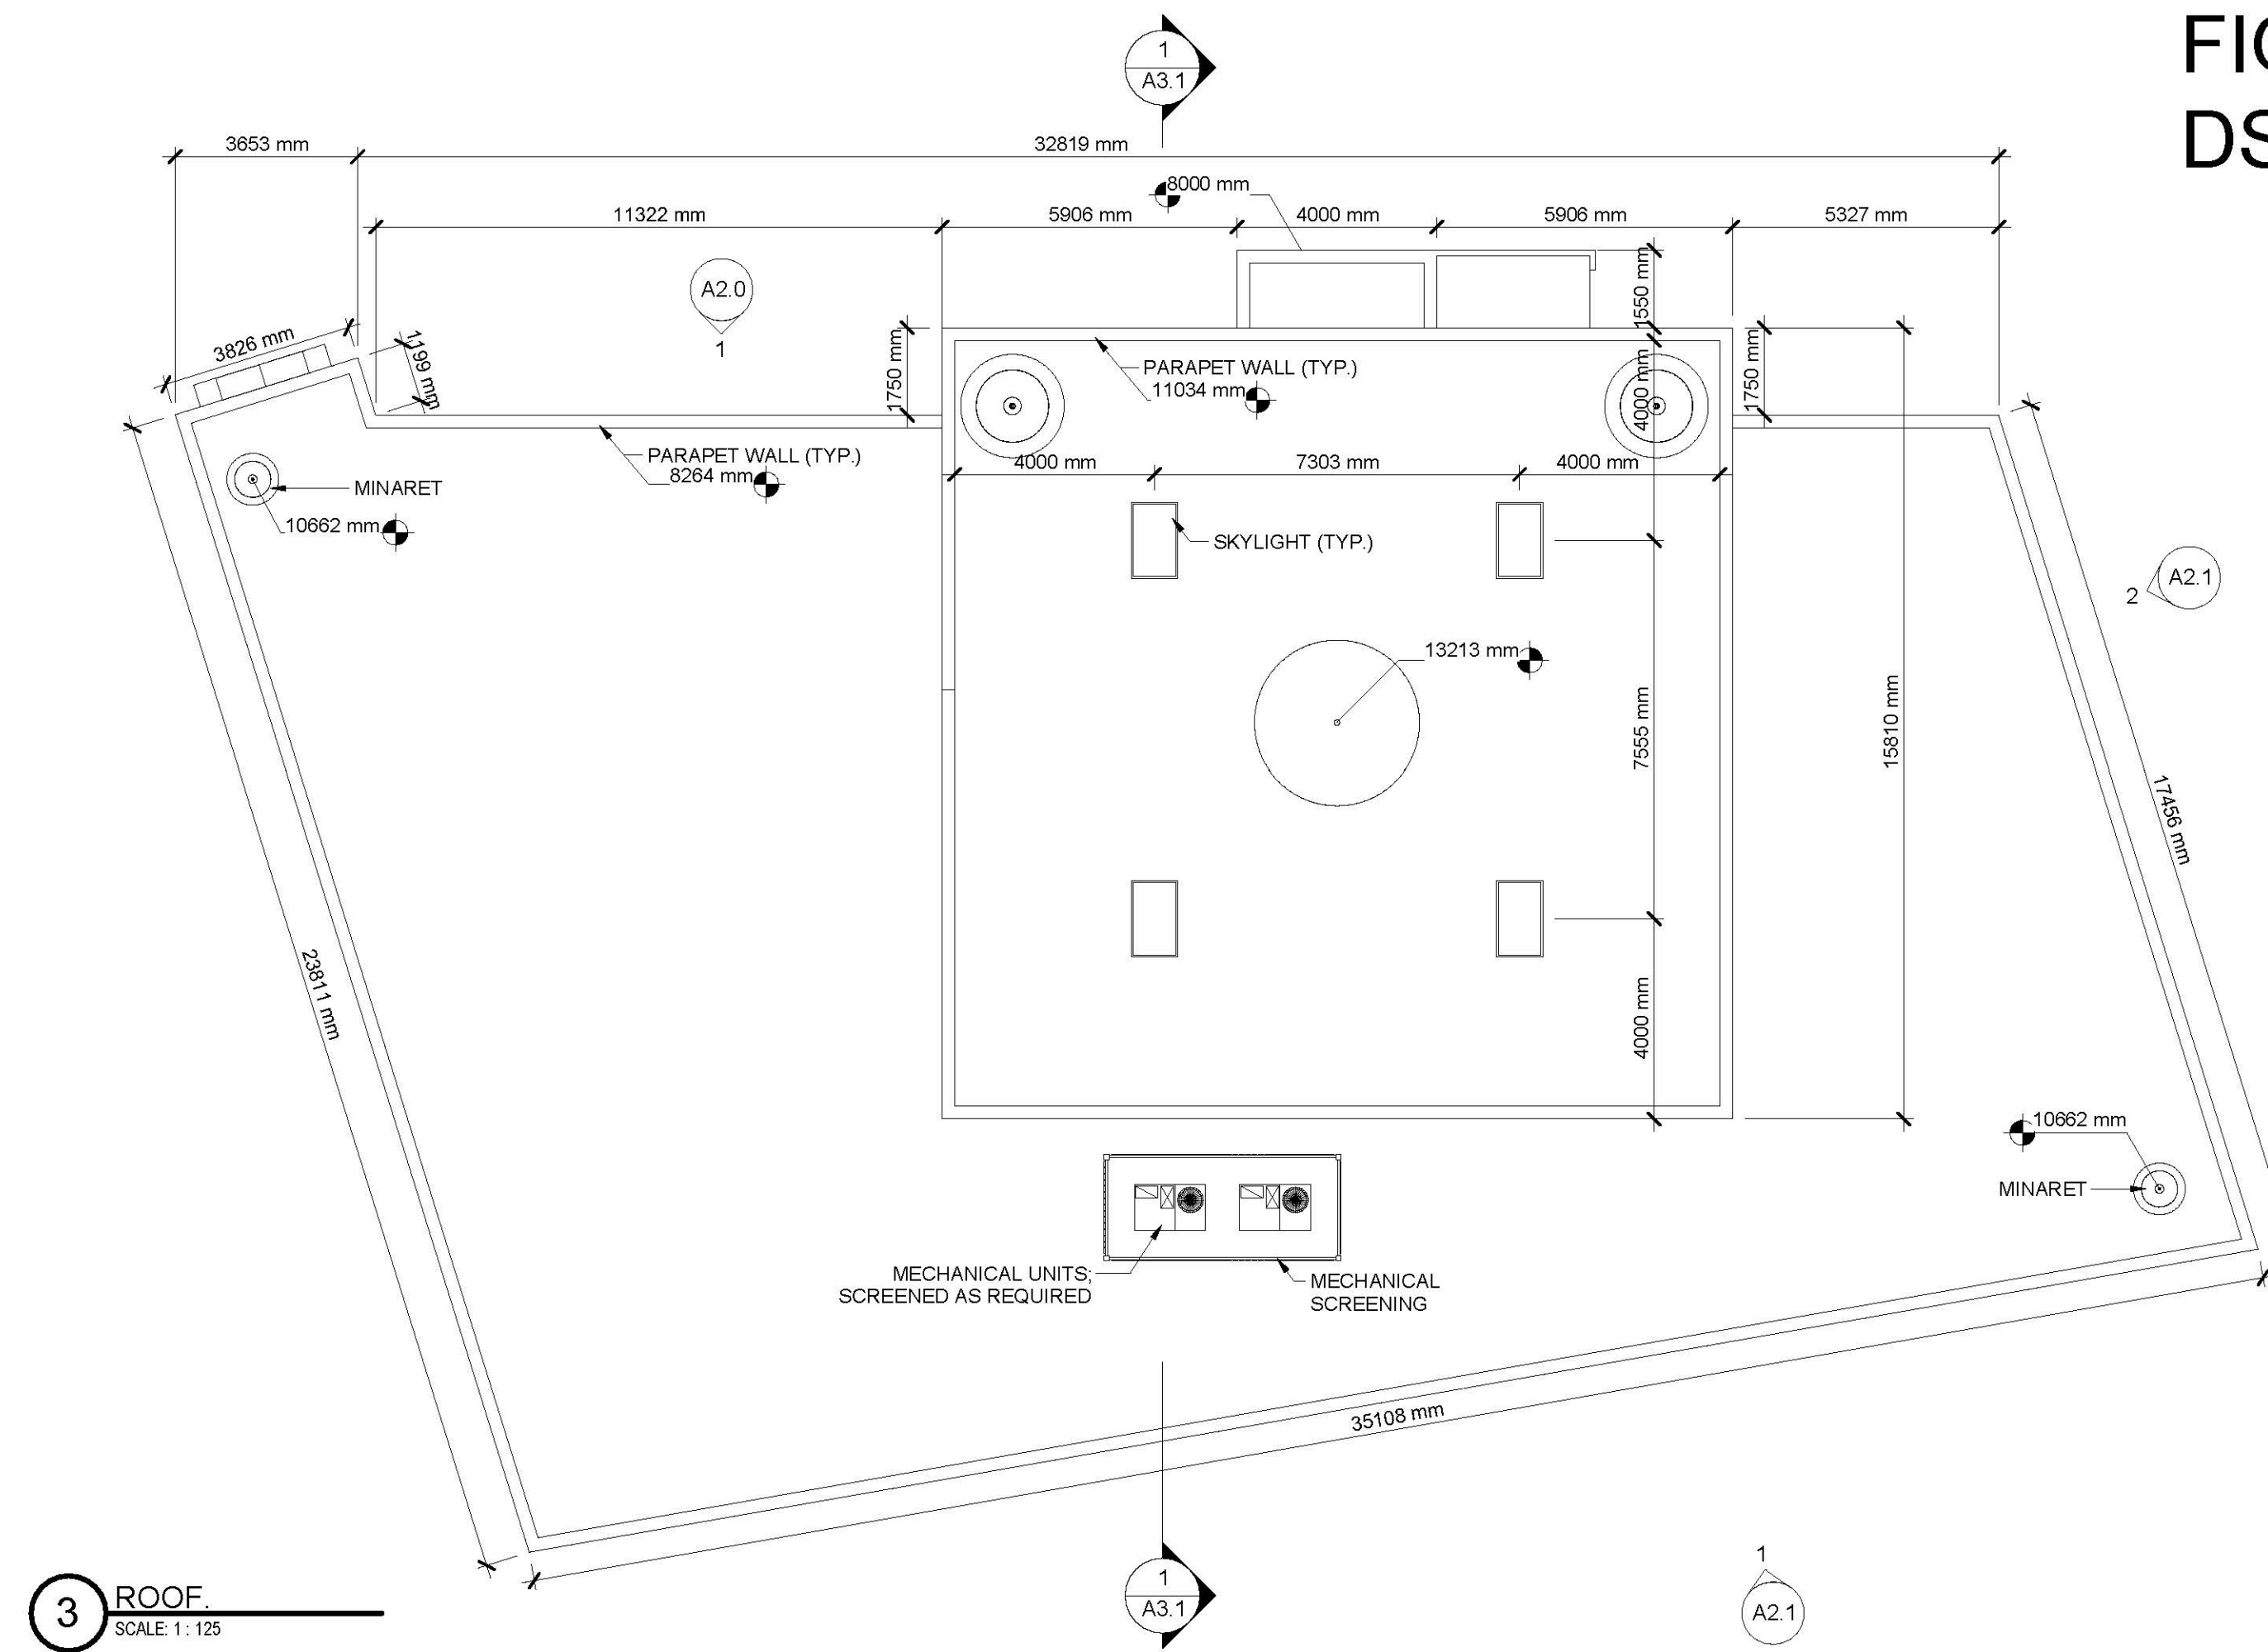 FIG
DS
1
A3.1
3653 mm
32819 mm
8000 mm
11322 mm
5906 mm
4000 mm
5906 mm
5327 mm
A2.0
1
3826 mm
1199 mm
1750 mm
1550 mm
4000 mm
1750 mm
PARAPET WALL (TYP.)
11034 mm
PARAPET WALL (TYP.)
8264 mm
4000 mm
7303 mm
4000 mm
MINARET
10662 mm
SKYLIGHT (TYP.)
2
A2.1
13213 mm
7555 mm
15810 mm
17456 mm
23811 mm
4000 mm
10662 mm
MINARET
MECHANICAL UNITS;
SCREENED AS REQUIRED
MECHANICAL
SCREENING
35108 mm
1
A3.1
1
A2.1
3
ROOF.
SCALE: 1 : 125